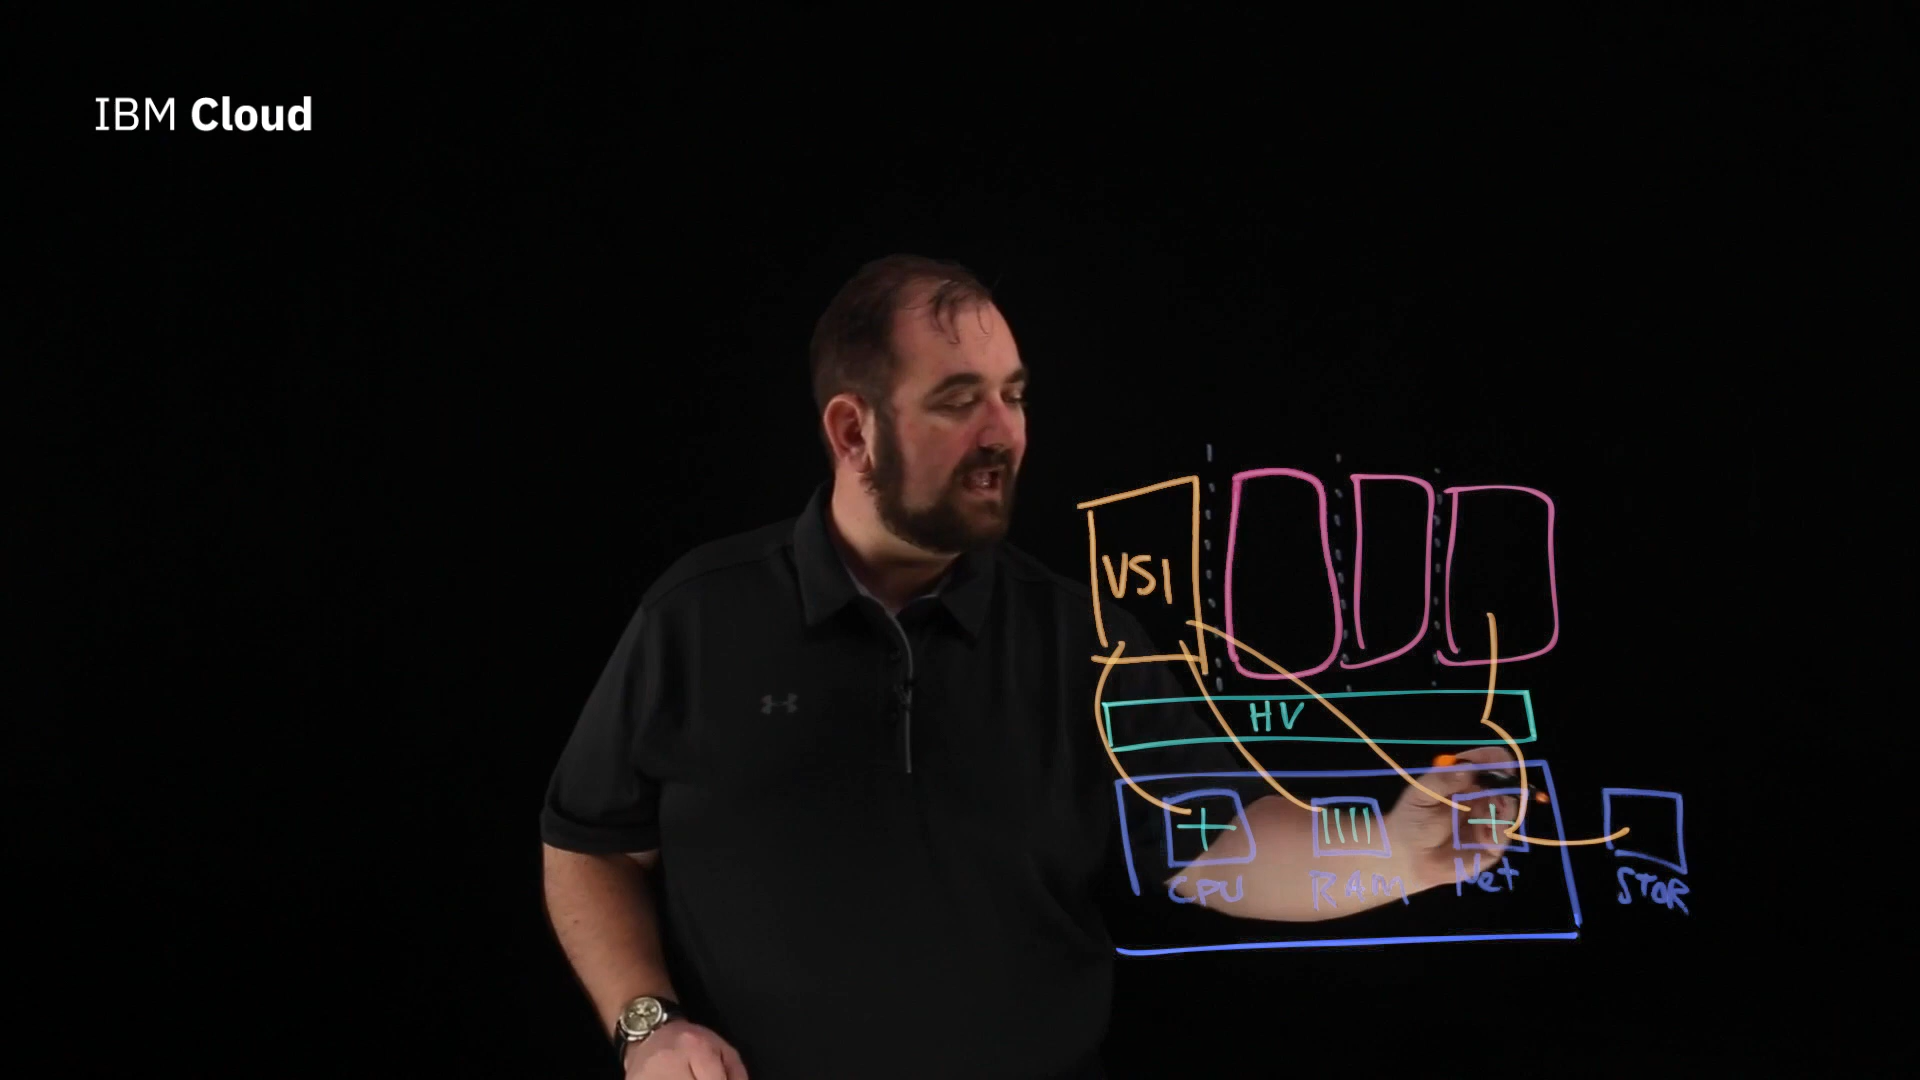 IBM Cloud
VSI
HV
CPU
RAM
Net
STOR